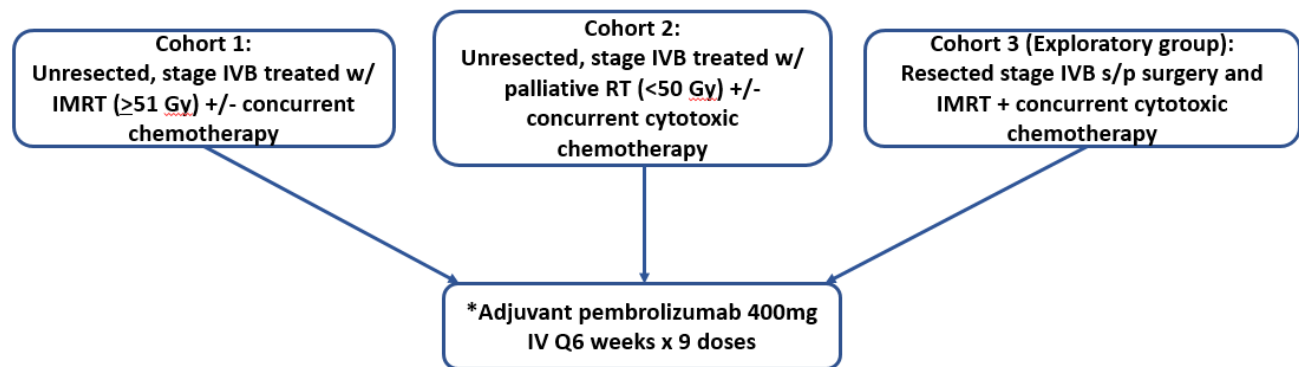 Cohort 1:
Unresected, stage IVB treated w/
IMRT (≥51 Gy) +/- concurrent
chemotherapy
Cohort 2:
Unresected, stage IVB treated w/
palliative RT (<50 Gy) +/-
concurrent cytotoxic
chemotherapy
Cohort 3 (Exploratory group):
Resected stage IVB s/p surgery and
IMRT + concurrent cytotoxic
chemotherapy
*Adjuvant pembrolizumab 400mg
IV Q6 weeks x 9 doses